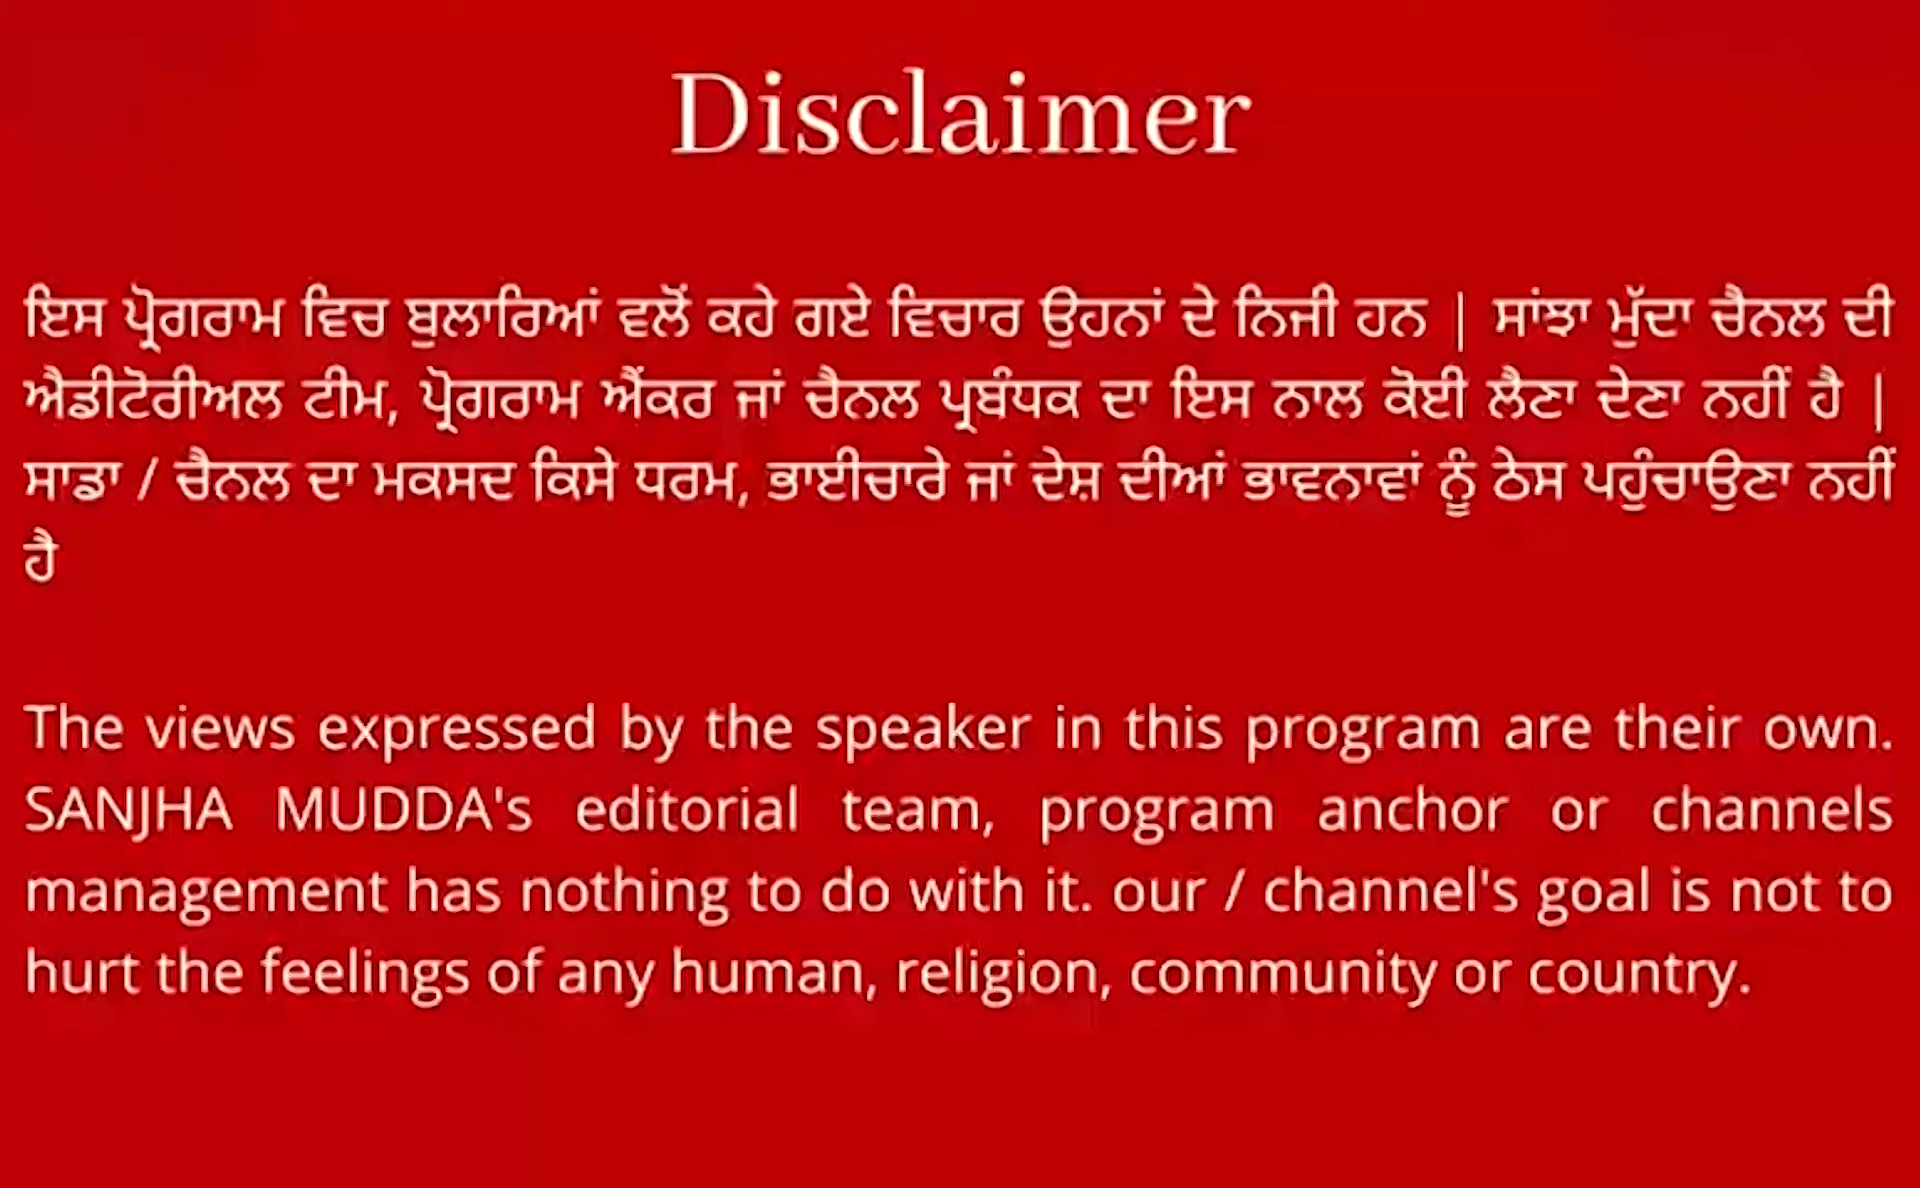 Disclaimer
ਇਸ ਪ੍ਰੋਗਰਾਮ ਵਿਚ ਬੁਲਾਰਿਆਂ ਵਲੋਂ ਕਹੇ ਗਏ ਵਿਚਾਰ ਉਹਨਾਂ ਦੇ ਨਿਜੀ ਹਨ | ਸਾਂਝਾ ਮੁੱਦਾ ਚੈਨਲ ਦੀ
ਐਡੀਟੋਰੀਅਲ ਟੀਮ, ਪ੍ਰੋਗਰਾਮ ਐਂਕਰ ਜਾਂ ਚੈਨਲ ਪ੍ਰਬੰਧਕ ਦਾ ਇਸ ਨਾਲ ਕੋਈ ਲੈਣਾ ਦੇਣਾ ਨਹੀਂ ਹੈ |
ਸਾਡਾ / ਚੈਨਲ ਦਾ ਮਕਸਦ ਕਿਸੇ ਧਰਮ, ਭਾਈਚਾਰੇ ਜਾਂ ਦੇਸ਼ ਦੀਆਂ ਭਾਵਨਾਵਾਂ ਨੂੰ ਠੇਸ ਪਹੁੰਚਾਉਣਾ ਨਹੀਂ
ਹੈ
The views expressed by the speaker in this program are their own.
SANJHA MUDDA's editorial team, program anchor or channels
management has nothing to do with it. our / channel's goal is not to
hurt the feelings of any human, religion, community or country.